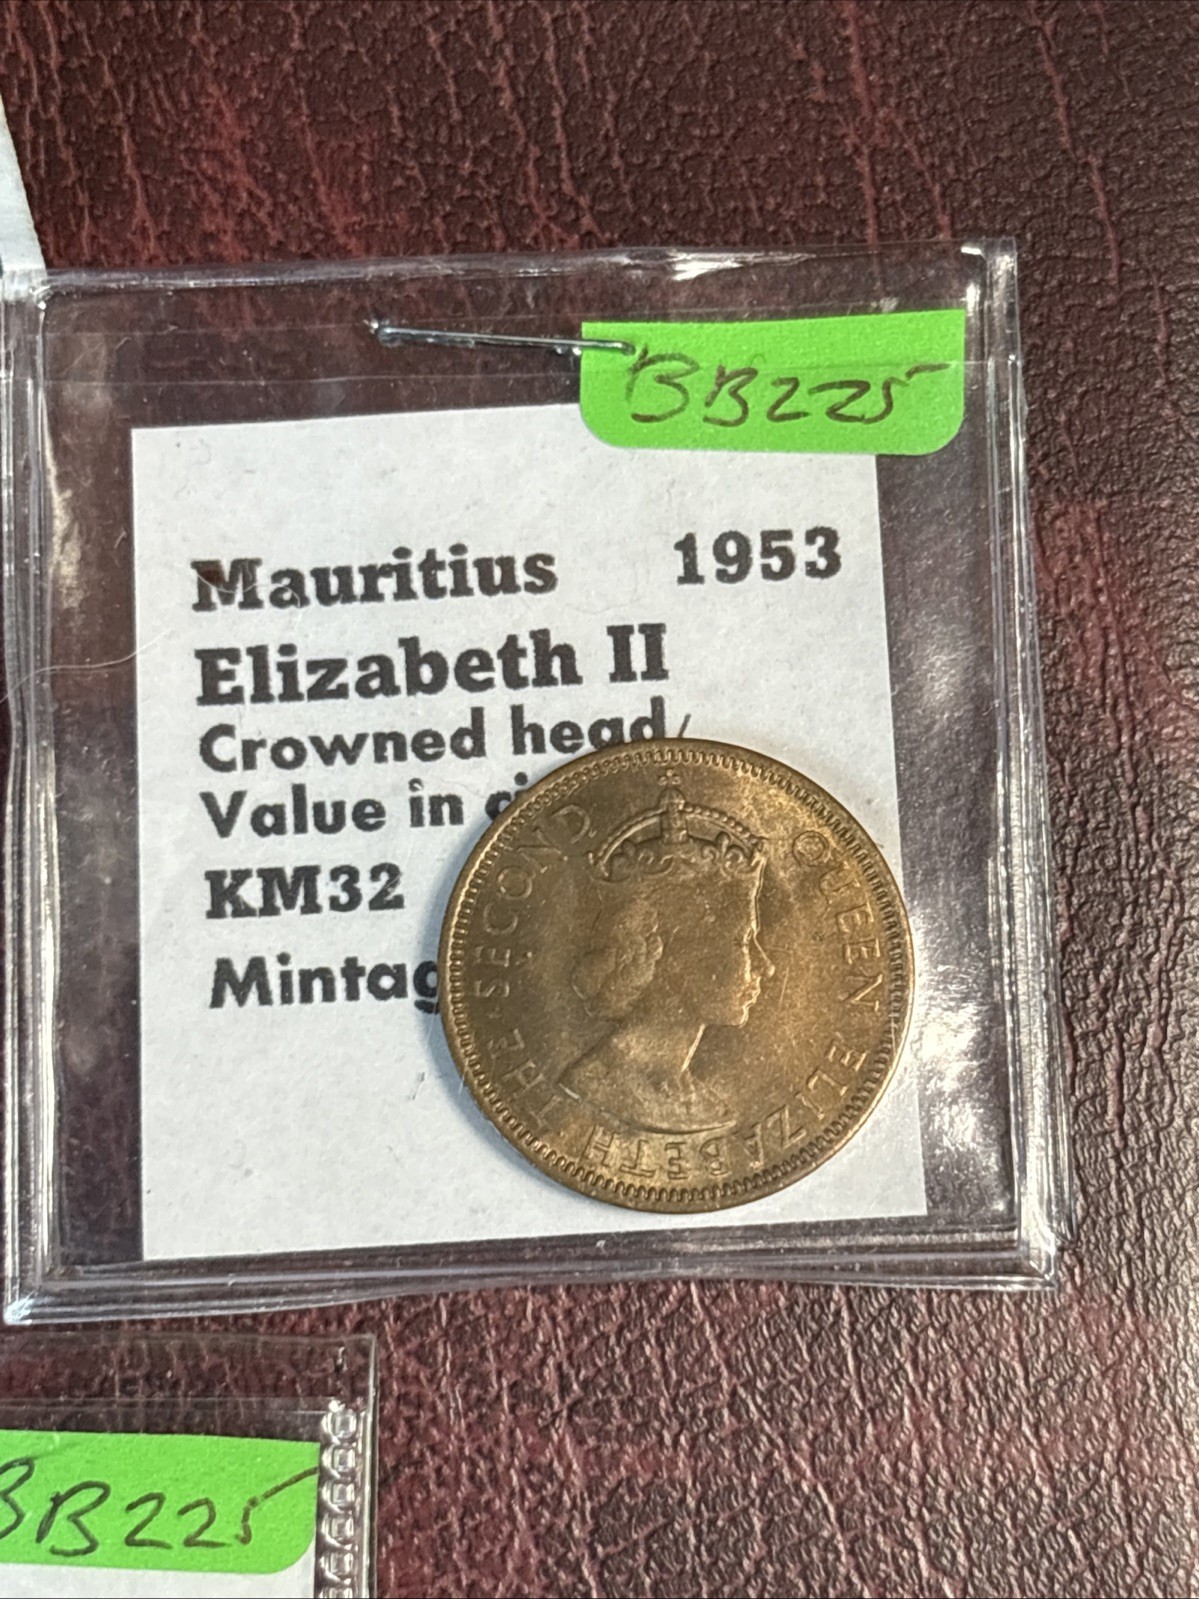 BB225
Mauritius 1953
Elizabeth II
Crowned head/
Value in
KM32
QUEEN ELIZABETH THE SECOND
BB225